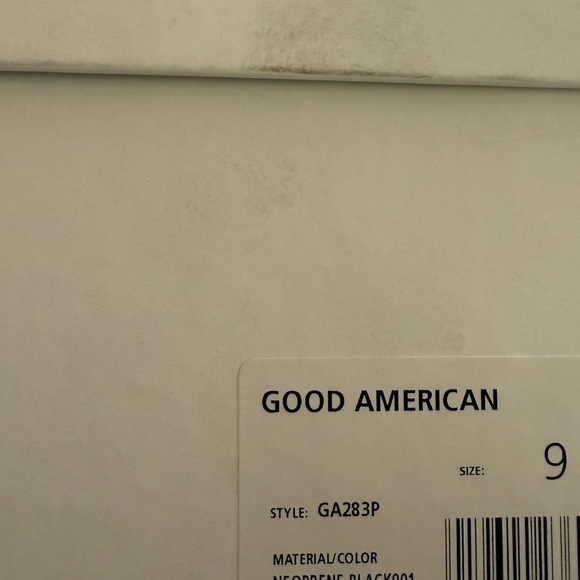 GOOD AMERICAN
SIZE: 9
STYLE: GA283P
MATERIAL/COLOR
NEOPRENE BLACK001